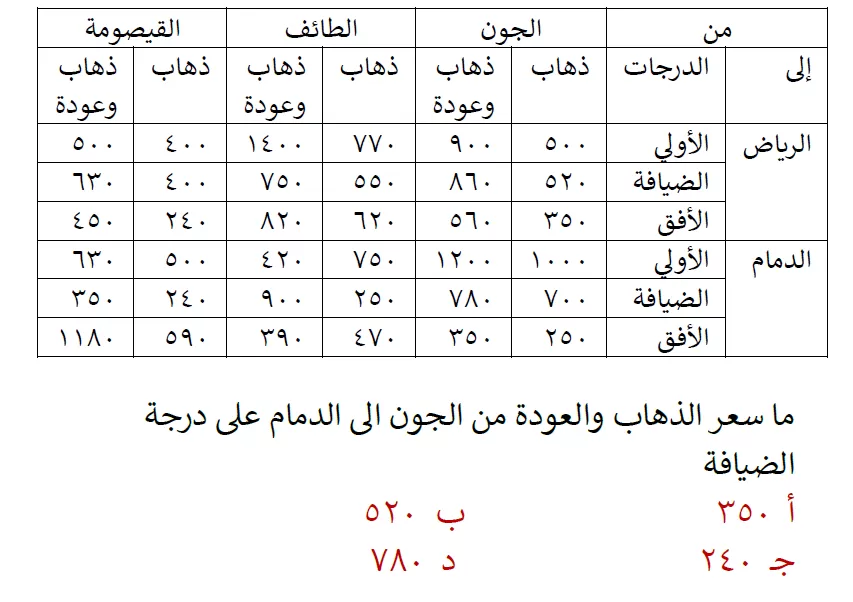 من الجون الطائف القيصومة
إلى الدرجات ذهاب ذهاب وعودة ذهاب ذهاب وعودة ذهاب ذهاب وعودة
الرياض الأولي ٥٠٠ ٩٠٠ ٧٧٠ ١٤٠٠ ٤٠٠ ٥٠٠
الضيافة ٥٢٠ ٨٦٠ ٥٥٠ ٧٥٠ ٤٠٠ ٦٣٠
الأفق ٣٥٠ ٥٦٠ ٦٢٠ ٨٢٠ ٢٤٠ ٤٥٠
الدمام الأولي ١٠٠٠ ١٢٠٠ ٧٥٠ ٤٢٠ ٥٠٠ ٦٣٠
الضيافة ٧٠٠ ٧٨٠ ٢٥٠ ٩٠٠ ٢٤٠ ٣٥٠
الأفق ٢٥٠ ٣٥٠ ٤٧٠ ٣٩٠ ٥٩٠ ١١٨٠
ما سعر الذهاب والعودة من الجون الى الدمام على درجة
الضيافة
أ ٣٥٠ ب ٥٢٠
جـ ٢٤٠ د ٧٨٠